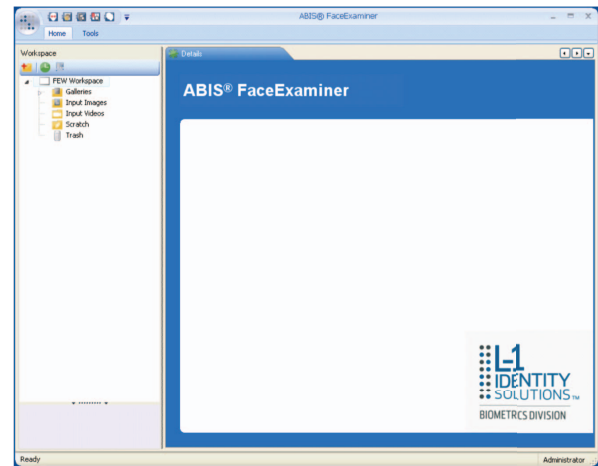 ABIS® FaceExaminer
Home Tools
Workspace
Details
FEW Workspace
Galleries
Input Images
Input Videos
Scratch
Trash
ABIS® FaceExaminer
L-1
IDENTITY
SOLUTIONS™
BIOMETRCS DIVISION
Ready
Administrator